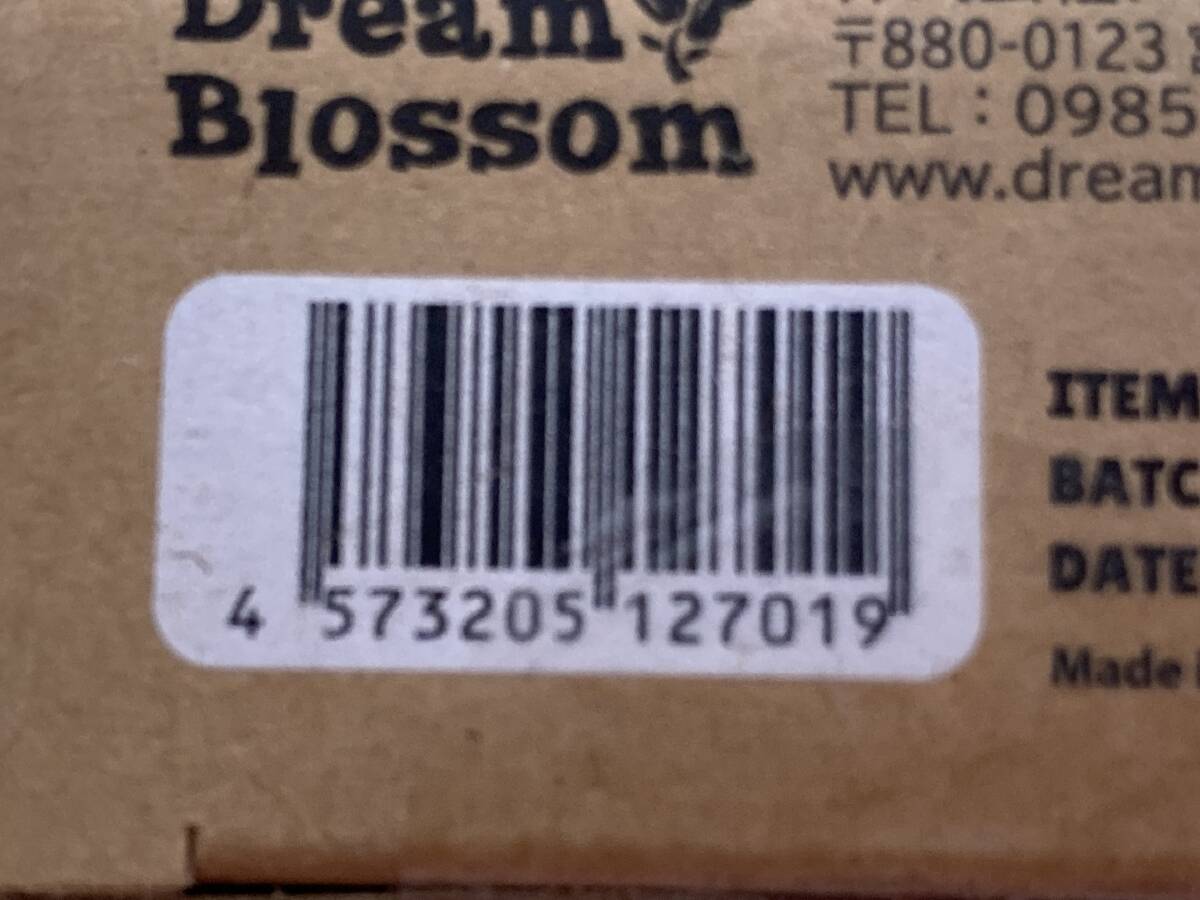 Dream
Blossom
〒880-0123
TEL：0985
www.dream
4 573205 127019
ITEM
BATC
DATE
Made